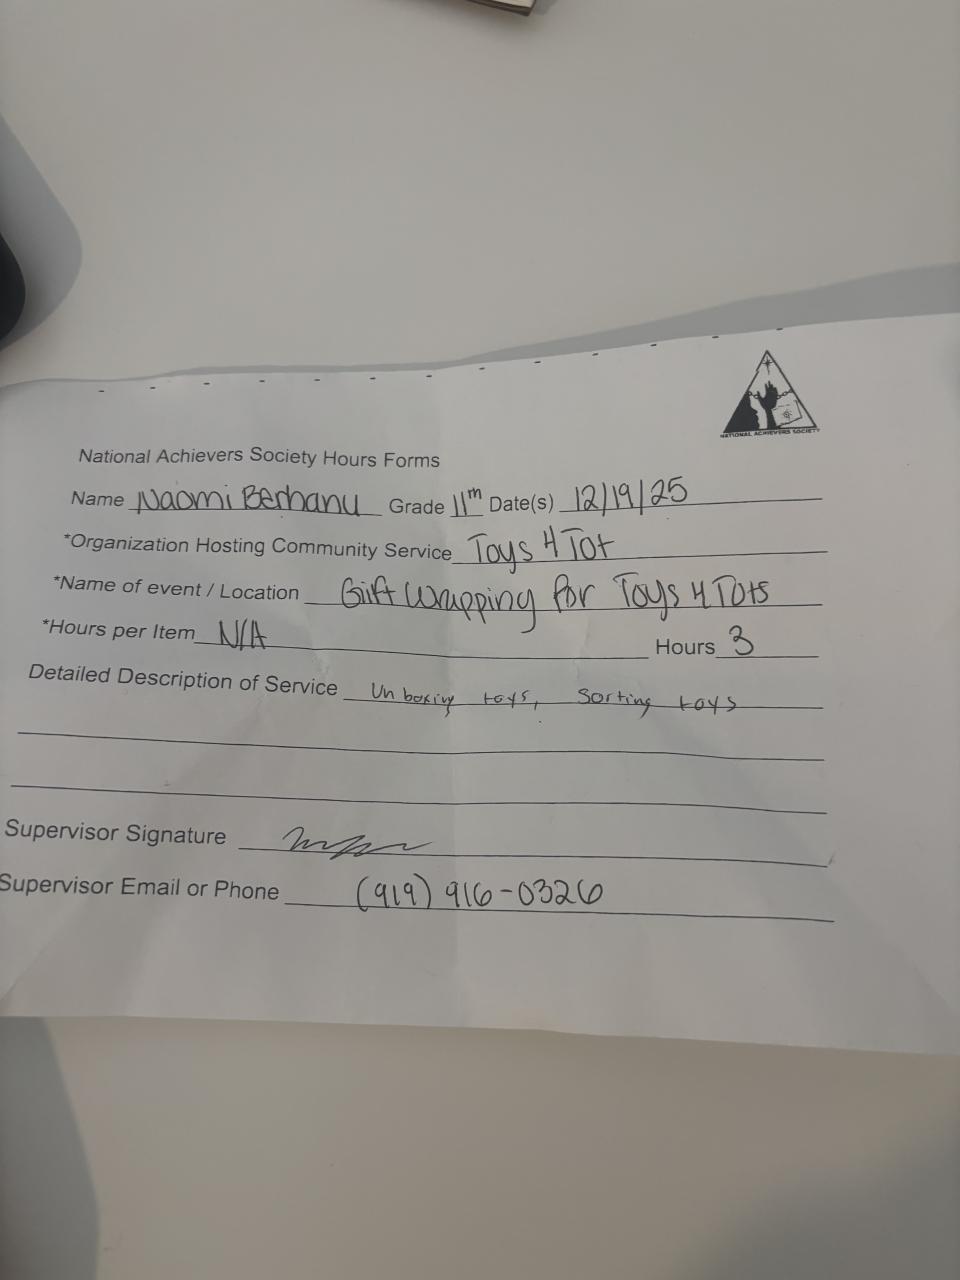 NATIONAL ACHIEVERS SOCIETY
National Achievers Society Hours Forms
Name Naomi Berhanu Grade 11th Date(s) 12/19/25
*Organization Hosting Community Service Toys 4 Tot
*Name of event / Location Gift Wrapping for Toys 4 Tots
*Hours per Item N/A Hours 3
Detailed Description of Service Unboxing toys, Sorting toys
Supervisor Signature
Supervisor Email or Phone (919) 916-0326